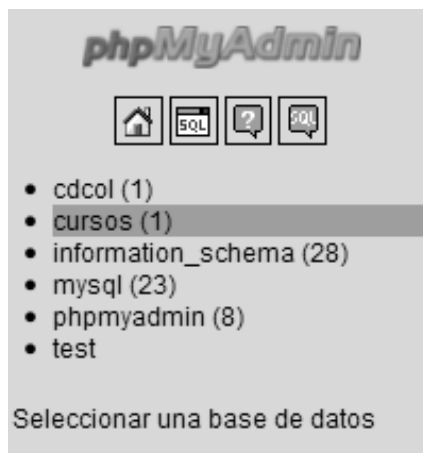 phpMyAdmin
SQL ? SQL
cdcol (1)
cursos (1)
information_schema (28)
mysql (23)
phpmyadmin (8)
test
Seleccionar una base de datos